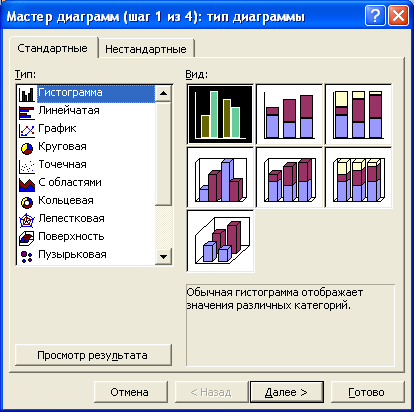 Мастер диаграмм (шаг 1 из 4): тип диаграммы
Стандартные
Нестандартные
Тип:
Гистограмма
Линейчатая
График
Круговая
Точечная
С областями
Кольцевая
Лепестковая
Поверхность
Пузырьковая
Вид:
Обычная гистограмма отображает
значения различных категорий.
Просмотр результата
Отмена
< Назад
Далее >
Готово